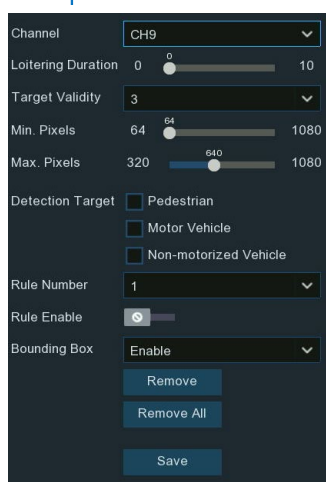 Channel CH9
0
Loitering Duration 0 10
Target Validity 3
64
Min. Pixels 64 1080
640
Max. Pixels 320 1080
Detection Target Pedestrian
Motor Vehicle
Non-motorized Vehicle
Rule Number 1
Rule Enable
Bounding Box Enable
Remove
Remove All
Save